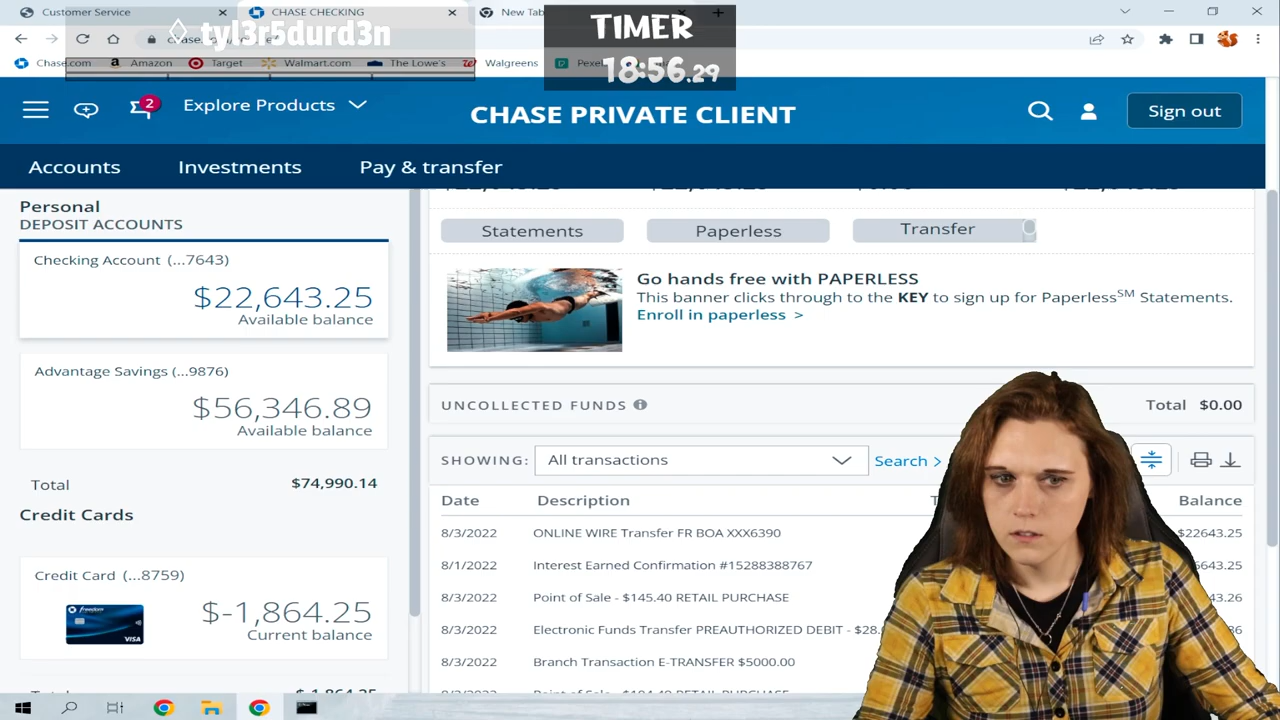 Customer Service
×
CHASE CHECKING
×
New Tab
tyl3r5durd3n
TIMER
18:56.29
Chase.com
Amazon
Target
Walmart.com
The Lowe's
Walgreens
2
Explore Products
CHASE PRIVATE CLIENT
Sign out
Accounts
Investments
Pay & transfer
Personal
DEPOSIT ACCOUNTS
Checking Account (...7643)
$22,643.25
Available balance
Advantage Savings (...9876)
$56,346.89
Available balance
Total $74,990.14
Credit Cards
Credit Card (...8759)
freedom
VISA
$-1,864.25
Current balance
Statements
Paperless
Transfer
Go hands free with PAPERLESS
This banner clicks through to the KEY to sign up for Paperless℠ Statements.
Enroll in paperless >
UNCOLLECTED FUNDS
Total $0.00
SHOWING: All transactions
Search >
Date Description Balance
8/3/2022 ONLINE WIRE Transfer FR BOA XXX6390 $22643.25
8/1/2022 Interest Earned Confirmation #15288388767
8/3/2022 Point of Sale - $145.40 RETAIL PURCHASE
8/3/2022 Electronic Funds Transfer PREAUTHORIZED DEBIT - $28.
8/3/2022 Branch Transaction E-TRANSFER $5000.00